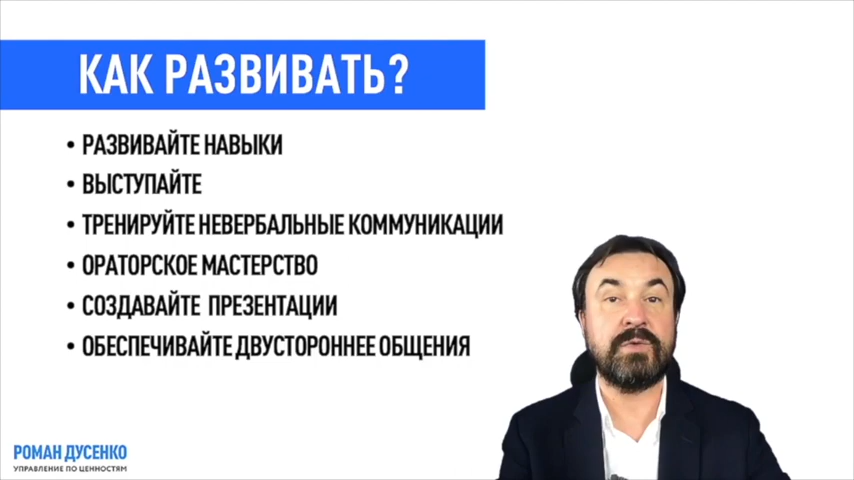 КАК РАЗВИВАТЬ?
• РАЗВИВАЙТЕ НАВЫКИ
• ВЫСТУПАЙТЕ
• ТРЕНИРУЙТЕ НЕВЕРБАЛЬНЫЕ КОММУНИКАЦИИ
• ОРАТОРСКОЕ МАСТЕРСТВО
• СОЗДАВАЙТЕ ПРЕЗЕНТАЦИИ
• ОБЕСПЕЧИВАЙТЕ ДВУСТОРОННЕЕ ОБЩЕНИЯ
РОМАН ДУСЕНКО
УПРАВЛЕНИЕ ПО ЦЕННОСТЯМ